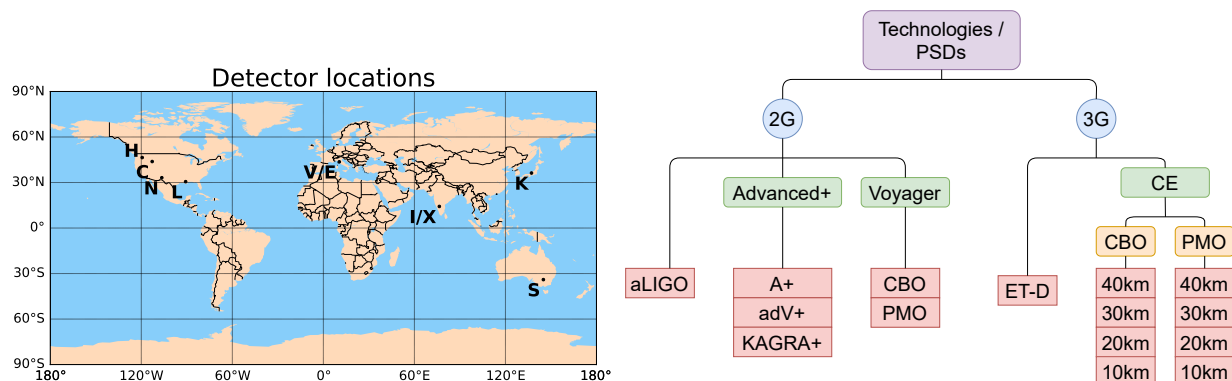 Detector locations
90°N
60°N
30°N
0°
30°S
60°S
90°S
180°
120°W
60°W
0°
60°E
120°E
180°
H
C
N
L
V/E
I/X
K
S
Technologies /
PSDs
2G
3G
Advanced+
Voyager
CE
CBO
PMO
aLIGO
A+
adV+
KAGRA+
CBO
PMO
ET-D
40km
30km
20km
10km
40km
30km
20km
10km